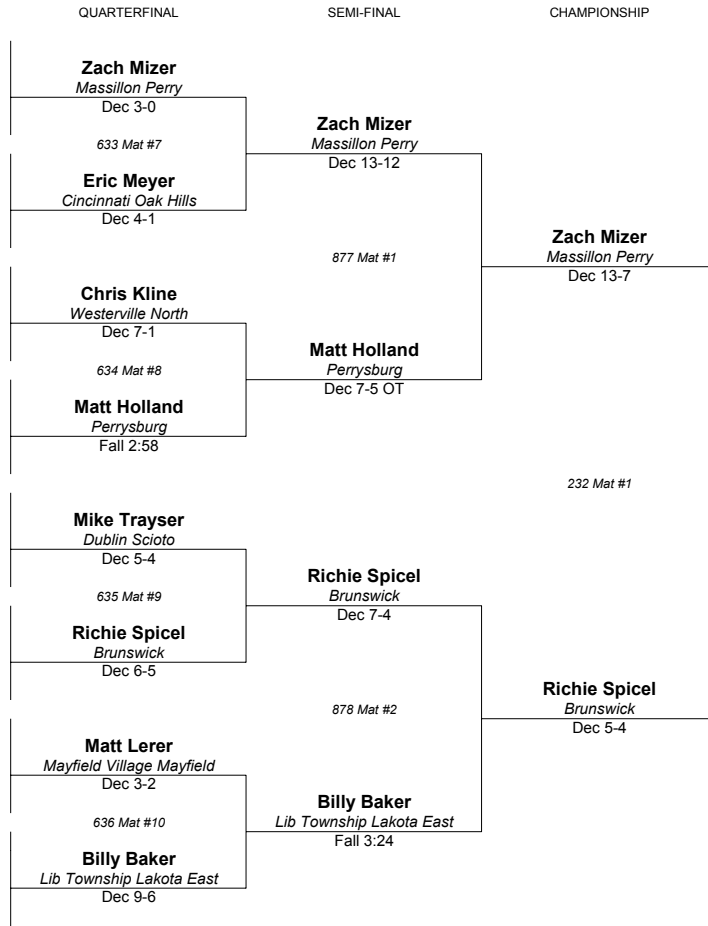 QUARTERFINAL SEMI-FINAL CHAMPIONSHIP
Zach Mizer
Massillon Perry
Dec 3-0
633 Mat #7
Eric Meyer
Cincinnati Oak Hills
Dec 4-1
Zach Mizer
Massillon Perry
Dec 13-12
877 Mat #1
Chris Kline
Westerville North
Dec 7-1
634 Mat #8
Matt Holland
Perrysburg
Fall 2:58
Matt Holland
Perrysburg
Dec 7-5 OT
Zach Mizer
Massillon Perry
Dec 13-7
232 Mat #1
Mike Trayser
Dublin Scioto
Dec 5-4
635 Mat #9
Richie Spicel
Brunswick
Dec 6-5
Richie Spicel
Brunswick
Dec 7-4
878 Mat #2
Matt Lerer
Mayfield Village Mayfield
Dec 3-2
636 Mat #10
Billy Baker
Lib Township Lakota East
Dec 9-6
Billy Baker
Lib Township Lakota East
Fall 3:24
Richie Spicel
Brunswick
Dec 5-4